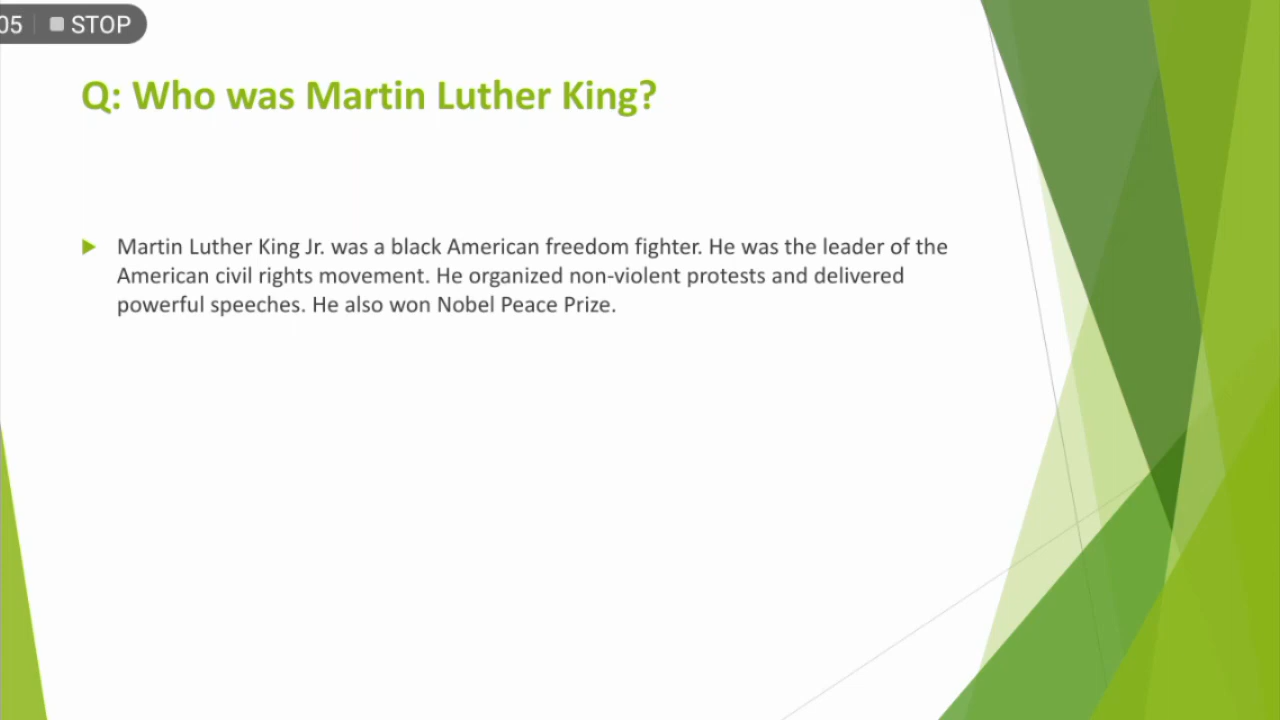 05 STOP
Q: Who was Martin Luther King?
Martin Luther King Jr. was a black American freedom fighter. He was the leader of the
American civil rights movement. He organized non-violent protests and delivered
powerful speeches. He also won Nobel Peace Prize.